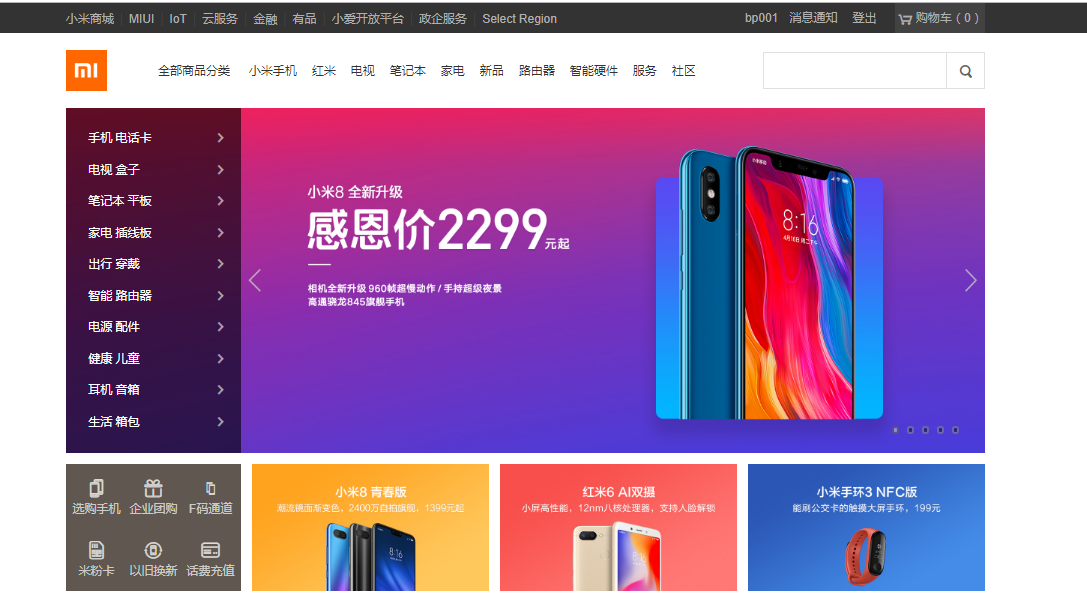 小米商城 MIUI IoT 云服务 金融 有品 小爱开放平台 政企服务 Select Region bp001 消息通知 登出 购物车 ( 0 )
mi 全部商品分类 小米手机 红米 电视 笔记本 家电 新品 路由器 智能硬件 服务 社区
手机 电话卡
电视 盒子
笔记本 平板
家电 插线板
出行 穿戴
智能 路由器
电源 配件
健康 儿童
耳机 音箱
生活 箱包
小米8 全新升级
感恩价2299元起
相机全新升级 960帧超慢动作 / 手持超级夜景
高通骁龙845旗舰手机
8:16
选购手机 企业团购 F码通道
米粉卡 以旧换新 话费充值
小米8 青春版
潮流镜面渐变色，2400万自拍旗舰，1399元起
8:16
红米6 AI双摄
小屏高性能，12nm八核处理器，支持人脸解锁
小米手环3 NFC版
能刷公交卡的触摸大屏手环，199元